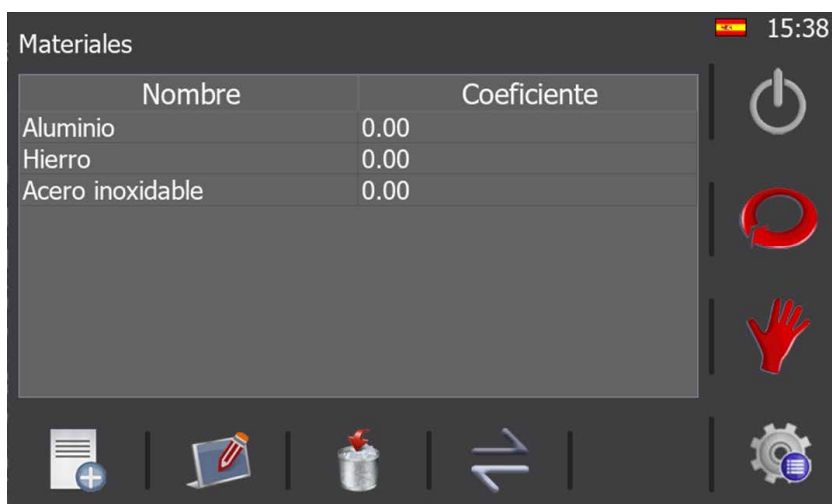 15:38
Materiales
Nombre Coeficiente
Aluminio 0.00
Hierro 0.00
Acero inoxidable 0.00